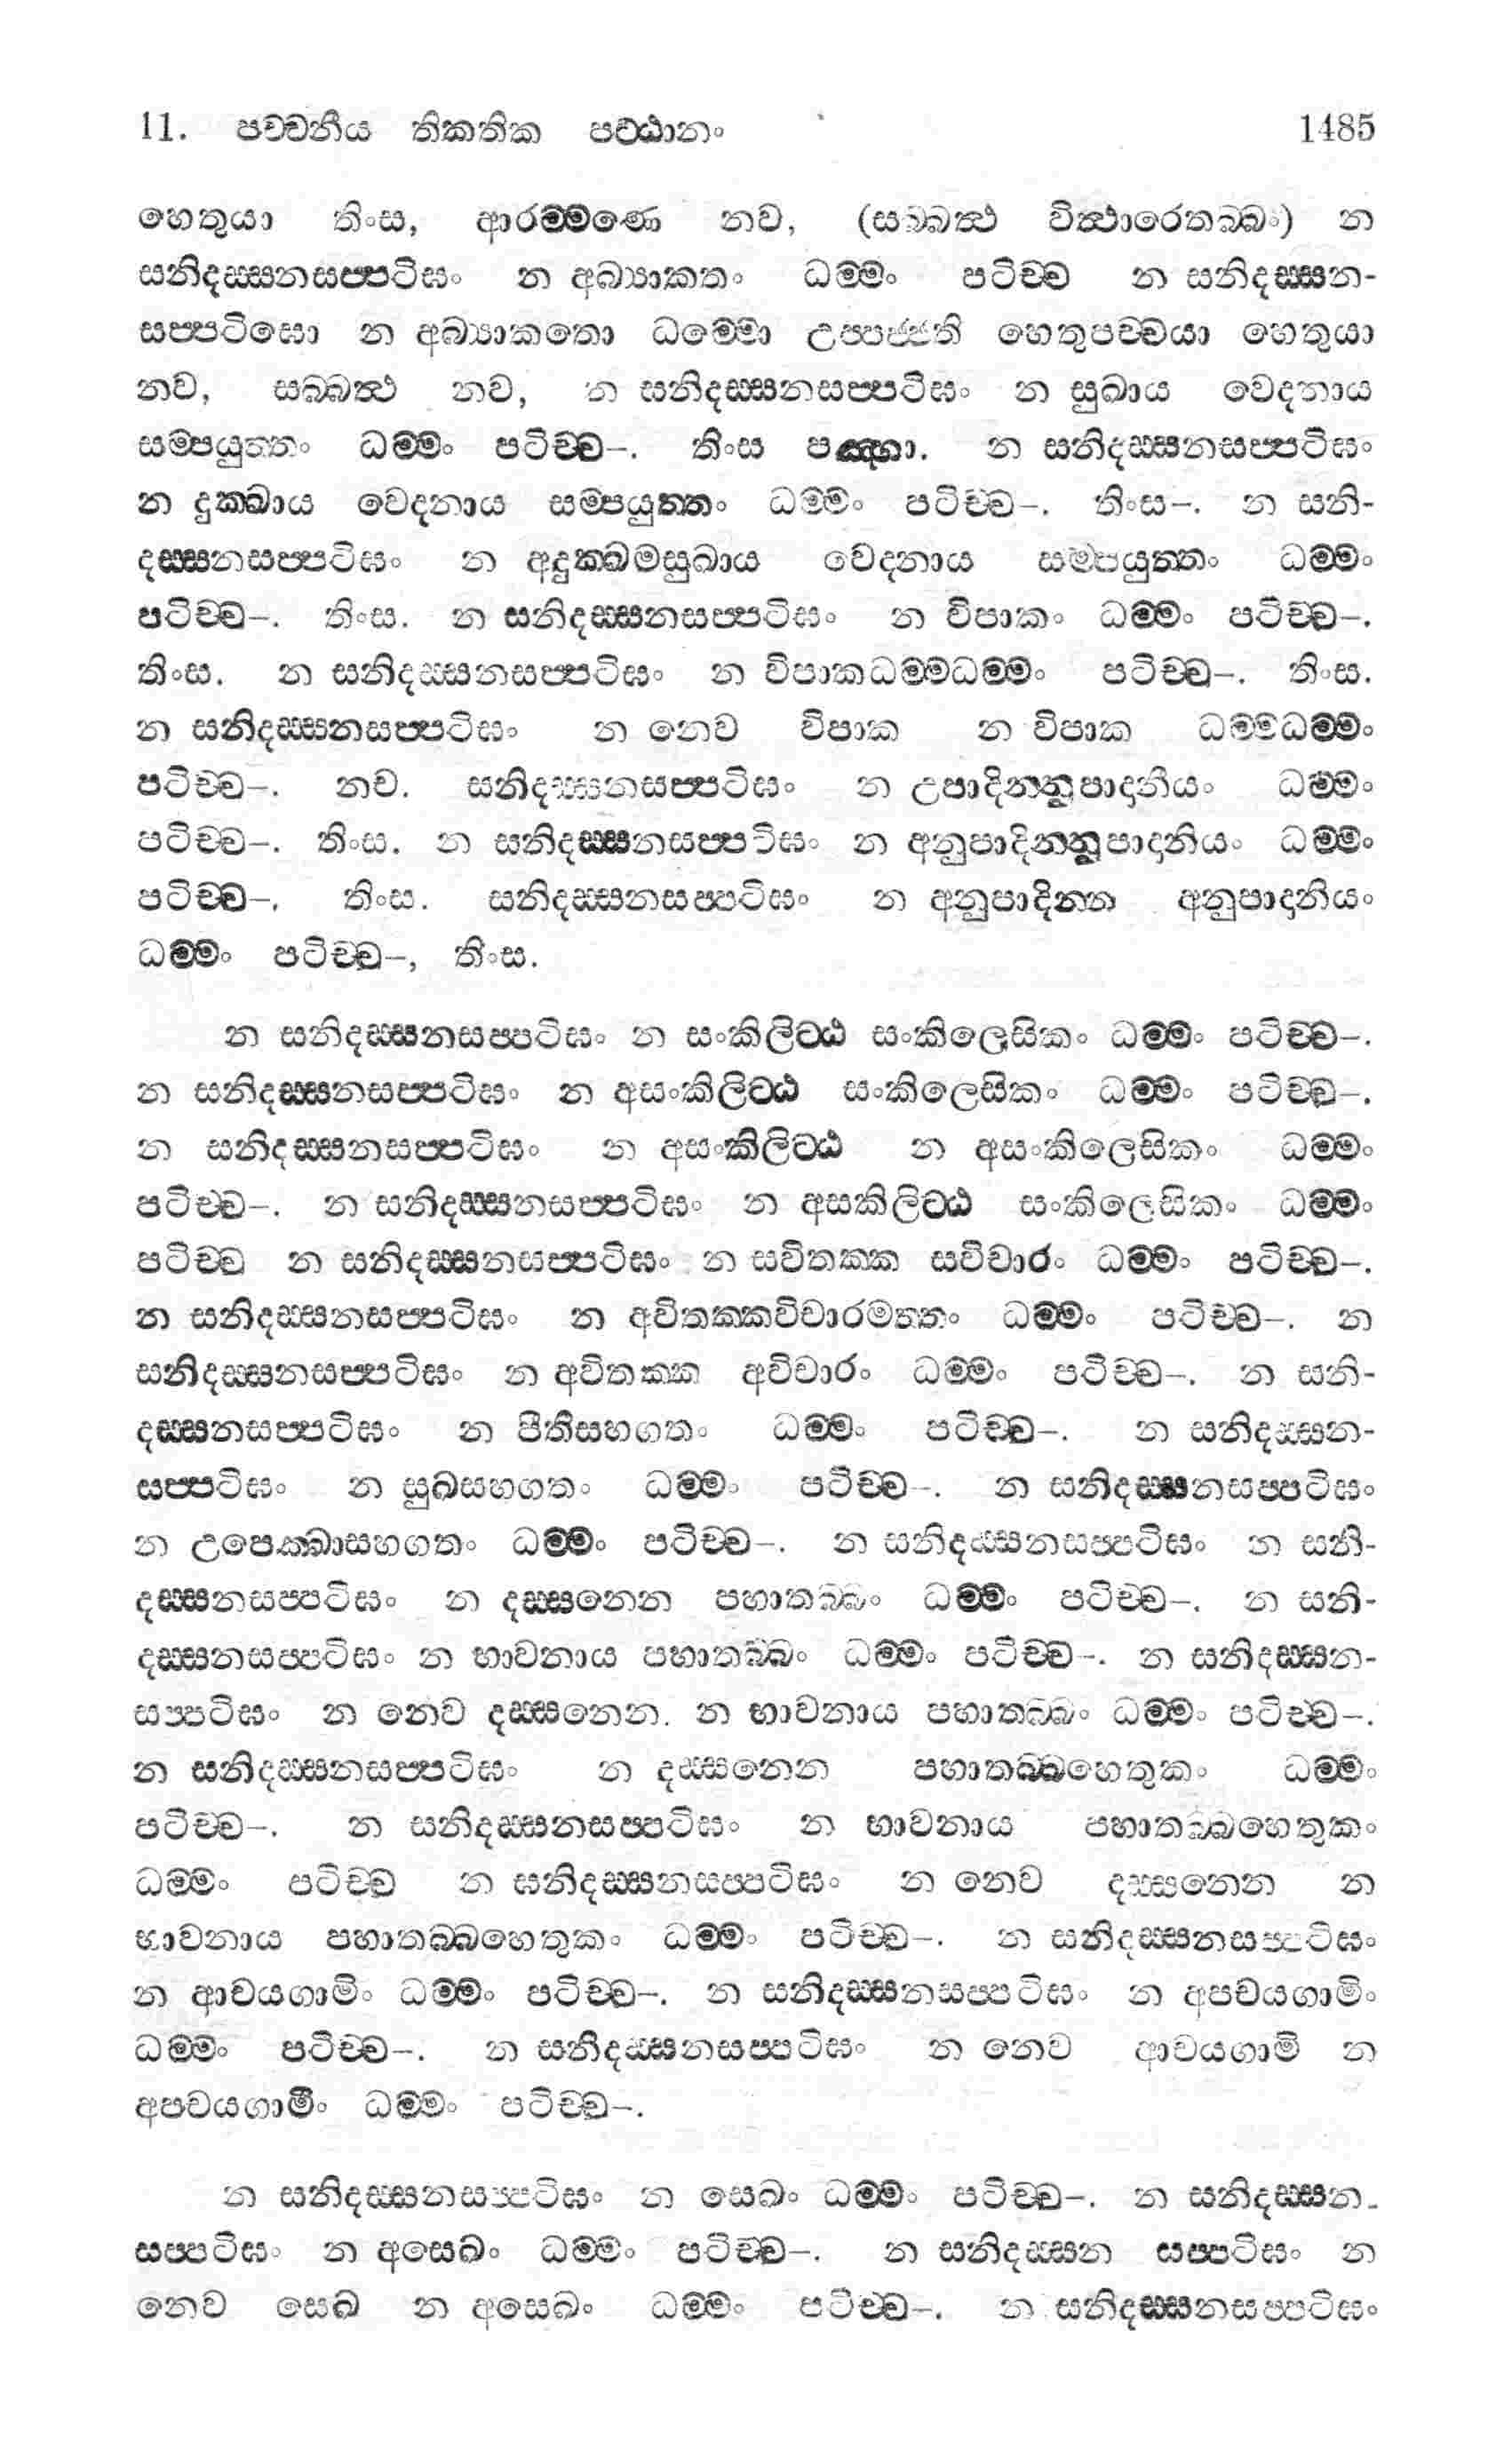 11. පච්චනීය තිකතික පට්ඨානං 1485
හෙතුයා තිංස, ආරම්මණෙ නව, (සබ්බත්ථ විත්ථාරෙතබ්බං) න
සනිදස්සනසප්පටිඝං න අබ්‍යාකතං ධම්මං පටිච්ච න සනිදස්සන-
සප්පටිඝො න අබ්‍යාකතො ධම්මො උප්පජ්ජති හෙතුපච්චයා හෙතුයා
නව, සබ්බත්ථ නව, න සනිදස්සනසප්පටිඝං න සුඛාය වෙදනාය
සම්පයුත්තං ධම්මං පටිච්ච–. තිංස පඤ්හා. න සනිදස්සනසප්පටිඝං
න දුක්ඛාය වෙදනාය සම්පයුත්තං ධම්මං පටිච්ච–. තිංස–. න සනි-
දස්සනසප්පටිඝං න අදුක්ඛමසුඛාය වෙදනාය සම්පයුත්තං ධම්මං
පටිච්ච–. තිංස. න සනිදස්සනසප්පටිඝං න විපාකං ධම්මං පටිච්ච–.
තිංස. න සනිදස්සනසප්පටිඝං න විපාකධම්මධම්මං පටිච්ච–. තිංස.
න සනිදස්සනසප්පටිඝං න නෙව විපාක න විපාක ධම්මධම්මං
පටිච්ච–. නව. සනිදස්සනසප්පටිඝං න උපාදින්නුපාදානීයං ධම්මං
පටිච්ච–. තිංස. න සනිදස්සනසප්පටිඝං න අනුපාදින්නුපාදානියං ධම්මං
පටිච්ච–. තිංස. සනිදස්සනසප්පටිඝං න අනුපාදින්න අනුපාදානියං
ධම්මං පටිච්ච–, තිංස.
න සනිදස්සනසප්පටිඝං න සංකිලිට්ඨ සංකිලෙසිකං ධම්මං පටිච්ච–.
න සනිදස්සනසප්පටිඝං න අසංකිලිට්ඨ සංකිලෙසිකං ධම්මං පටිච්ච–.
න සනිදස්සනසප්පටිඝං න අසංකිලිට්ඨ න අසංකිලෙසිකං ධම්මං
පටිච්ච–. න සනිදස්සනසප්පටිඝං න අසකිලිට්ඨ සංකිලෙසිකං ධම්මං
පටිච්ච න සනිදස්සනසප්පටිඝං න සවිතක්ක සවිචාරං ධම්මං පටිච්ච–.
න සනිදස්සනසප්පටිඝං න අවිතක්කවිචාරමත්තං ධම්මං පටිච්ච–. න
සනිදස්සනසප්පටිඝං න අවිතක්ක අවිචාරං ධම්මං පටිච්ච–. න සනි-
දස්සනසප්පටිඝං න පීතිසහගතං ධම්මං පටිච්ච–. න සනිදස්සන-
සප්පටිඝං න සුඛසහගතං ධම්මං පටිච්ච–. න සනිදස්සනසප්පටිඝං
න උපෙක්ඛාසහගතං ධම්මං පටිච්ච–. න සනිදස්සනසප්පටිඝං න සනි-
දස්සනසප්පටිඝං න දස්සනෙන පහාතබ්බං ධම්මං පටිච්ච–. න සනි-
දස්සනසප්පටිඝං න භාවනාය පහාතබ්බං ධම්මං පටිච්ච–. න සනිදස්සන-
සප්පටිඝං න නෙව දස්සනෙන. න භාවනාය පහාතබ්බං ධම්මං පටිච්ච–.
න සනිදස්සනසප්පටිඝං න දස්සනෙන පහාතබ්බහෙතුකං ධම්මං
පටිච්ච–. න සනිදස්සනසප්පටිඝං න භාවනාය පහාතබ්බහෙතුකං
ධම්මං පටිච්ච න ඝනිදස්සනසප්පටිඝං න නෙව දස්සනෙන න
භාවනාය පහාතබ්බහෙතුකං ධම්මං පටිච්ච–. න සනිදස්සනසප්පටිඝං
න ආචයගාමිං ධම්මං පටිච්ච–. න සනිදස්සනසප්පටිඝං න අපචයගාමිං
ධම්මං පටිච්ච–. න සනිදස්සනසප්පටිඝං න නෙව ආචයගාමි න
අපචයගාමීං ධම්මං පටිච්ච–.
න සනිදස්සනසප්පටිඝං න සෙඛං ධම්මං පටිච්ච–. න සනිදස්සන-
සප්පටිඝං න අසෙඛං ධම්මං පටිච්ච–. න සනිදස්සන සප්පටිඝං න
නෙව සෙඛ න අසෙඛං ධම්මං පටිච්ච–. න සනිදස්සනසප්පටිඝං